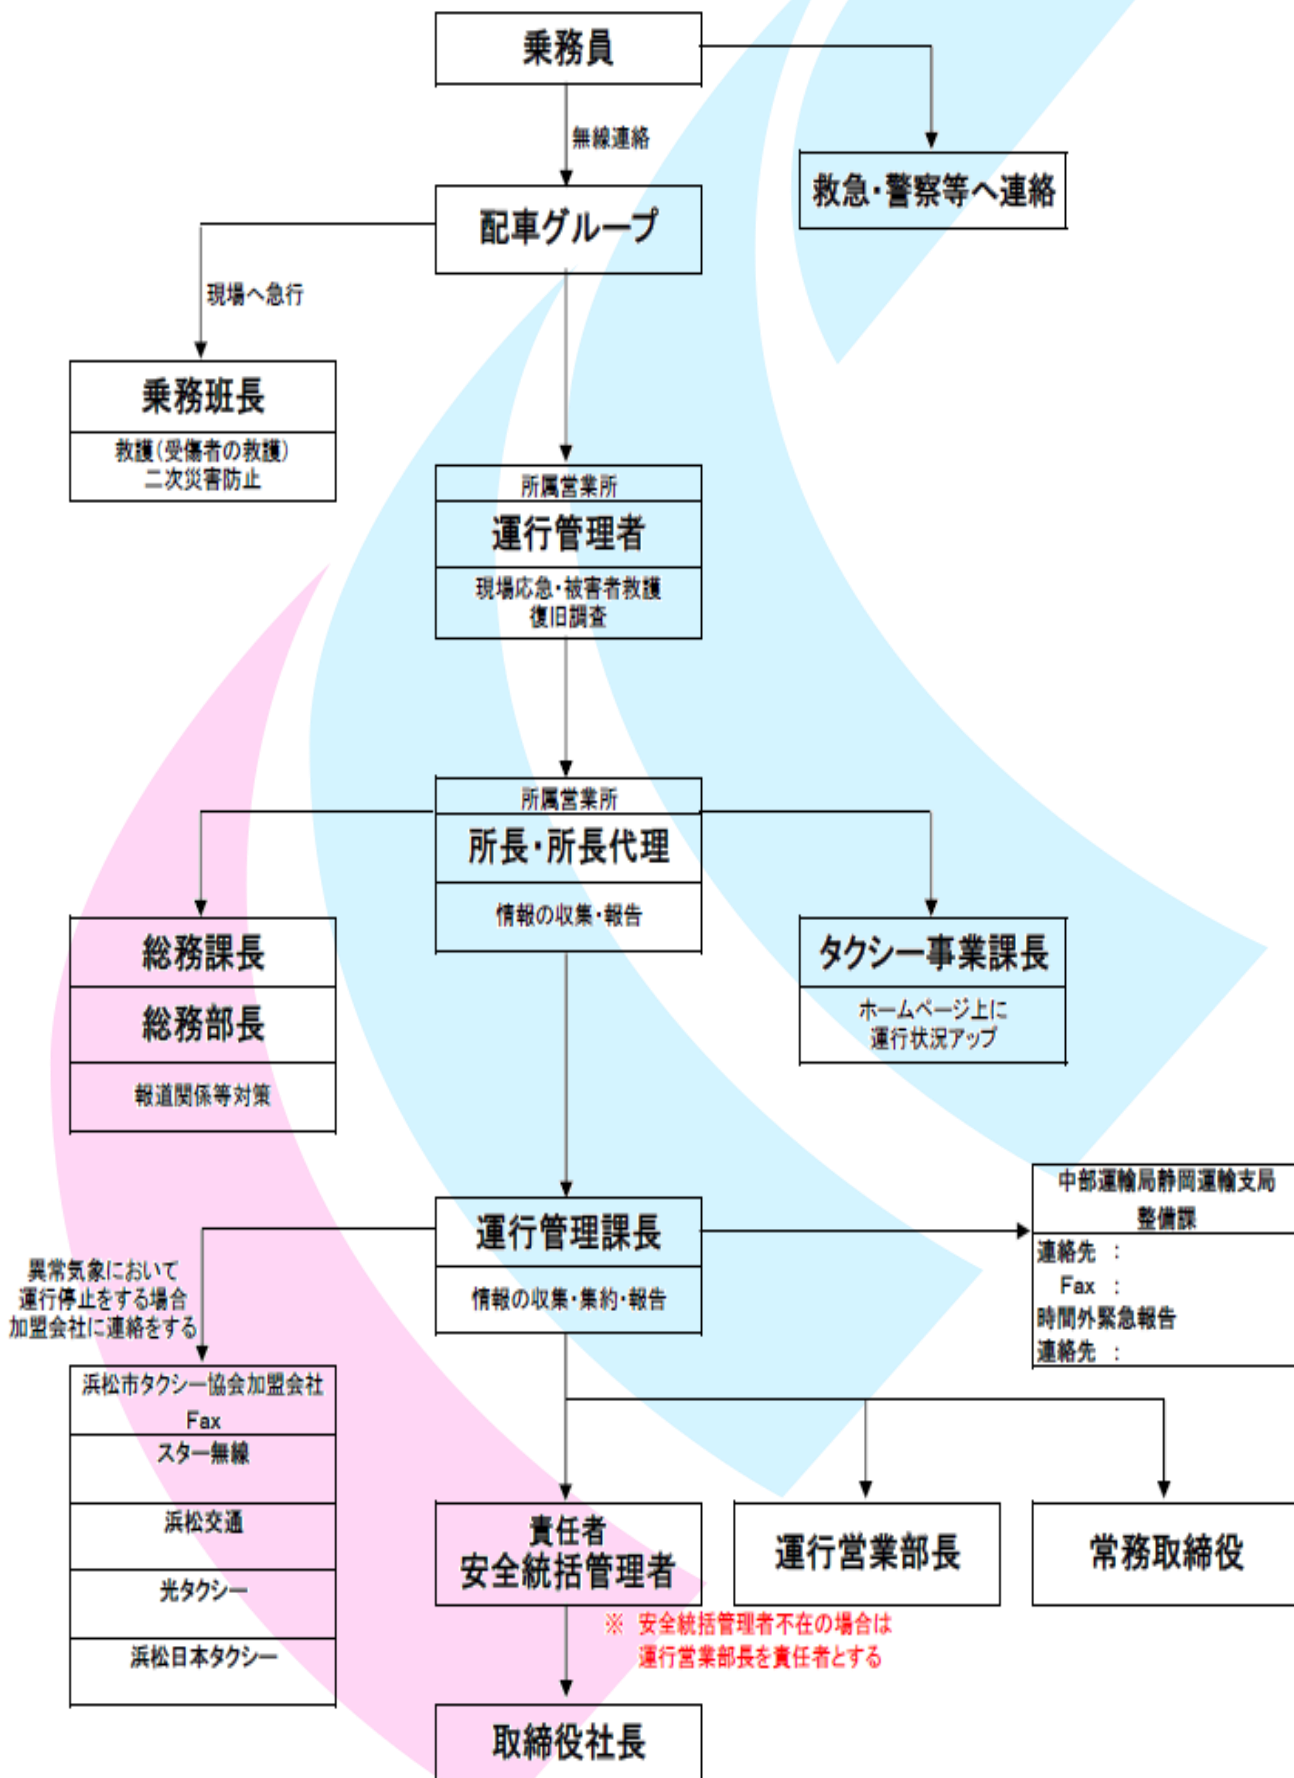 乗務員
無線連絡
救急・警察等へ連絡
配車グループ
現場へ急行
乗務班長
救護(受傷者の救護)
二次災害防止
所属営業所
運行管理者
現場応急・被害者救護
復旧調査
所属営業所
所長・所長代理
情報の収集・報告
総務課長
総務部長
報道関係等対策
タクシー事業課長
ホームページ上に
運行状況アップ
運行管理課長
情報の収集・集約・報告
中部運輸局静岡運輸支局
整備課
連絡先 :
Fax :
時間外緊急報告
連絡先 :
異常気象において
運行停止をする場合
加盟会社に連絡をする
浜松市タクシー協会加盟会社
Fax
スター無線
浜松交通
光タクシー
浜松日本タクシー
責任者
安全統括管理者
運行営業部長
常務取締役
※ 安全統括管理者不在の場合は
運行営業部長を責任者とする
取締役社長